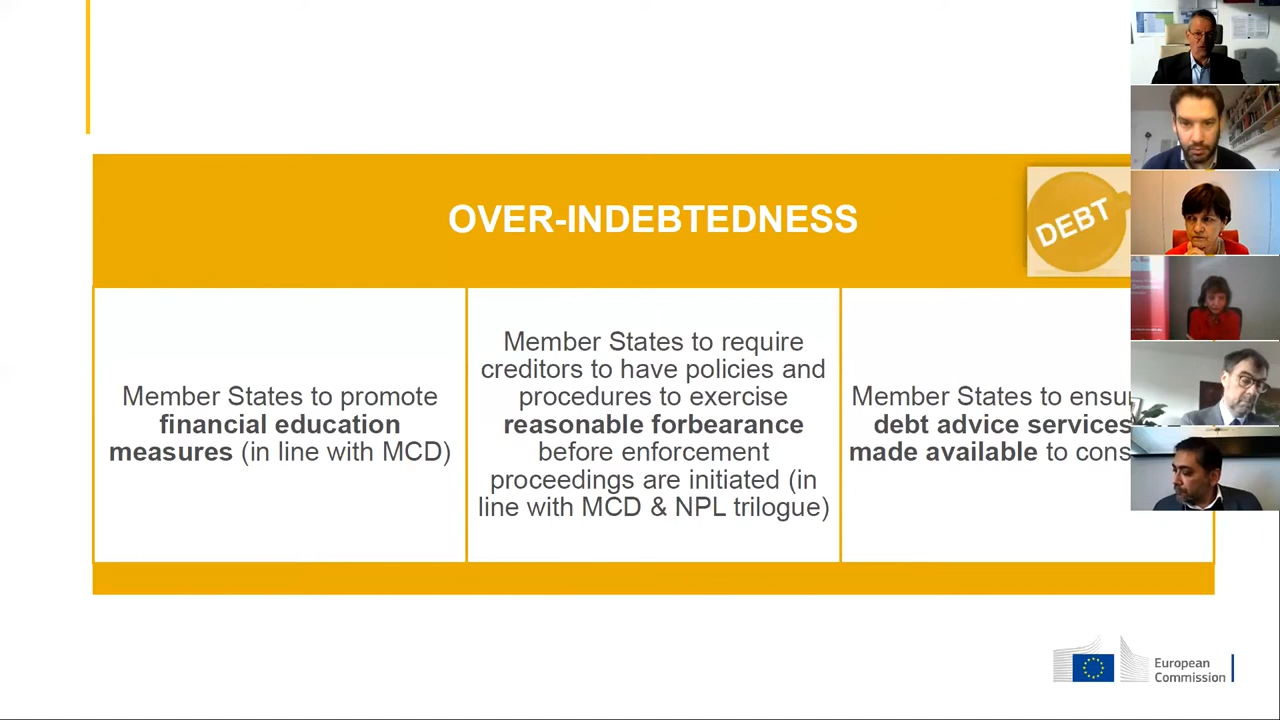 OVER-INDEBTEDNESS
DEBT
Member States to promote
financial education
measures (in line with MCD)
Member States to require
creditors to have policies and
procedures to exercise
reasonable forbearance
before enforcement
proceedings are initiated (in
line with MCD & NPL trilogue)
Member States to
debt advice services
made available to
European
Commission